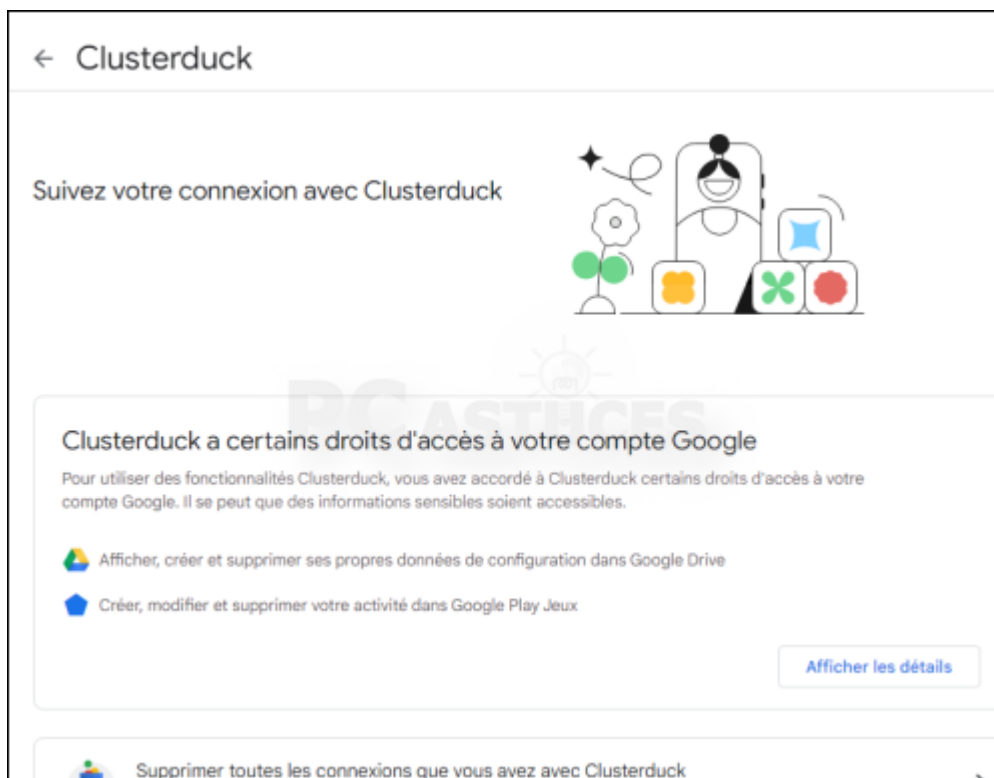 Clusterduck
Suivez votre connexion avec Clusterduck
PC ASTUCES
Clusterduck a certains droits d'accès à votre compte Google
Pour utiliser des fonctionnalités Clusterduck, vous avez accordé à Clusterduck certains droits d'accès à votre
compte Google. Il se peut que des informations sensibles soient accessibles.
Afficher, créer et supprimer ses propres données de configuration dans Google Drive
Créer, modifier et supprimer votre activité dans Google Play Jeux
Afficher les détails
Supprimer toutes les connexions que vous avez avec Clusterduck